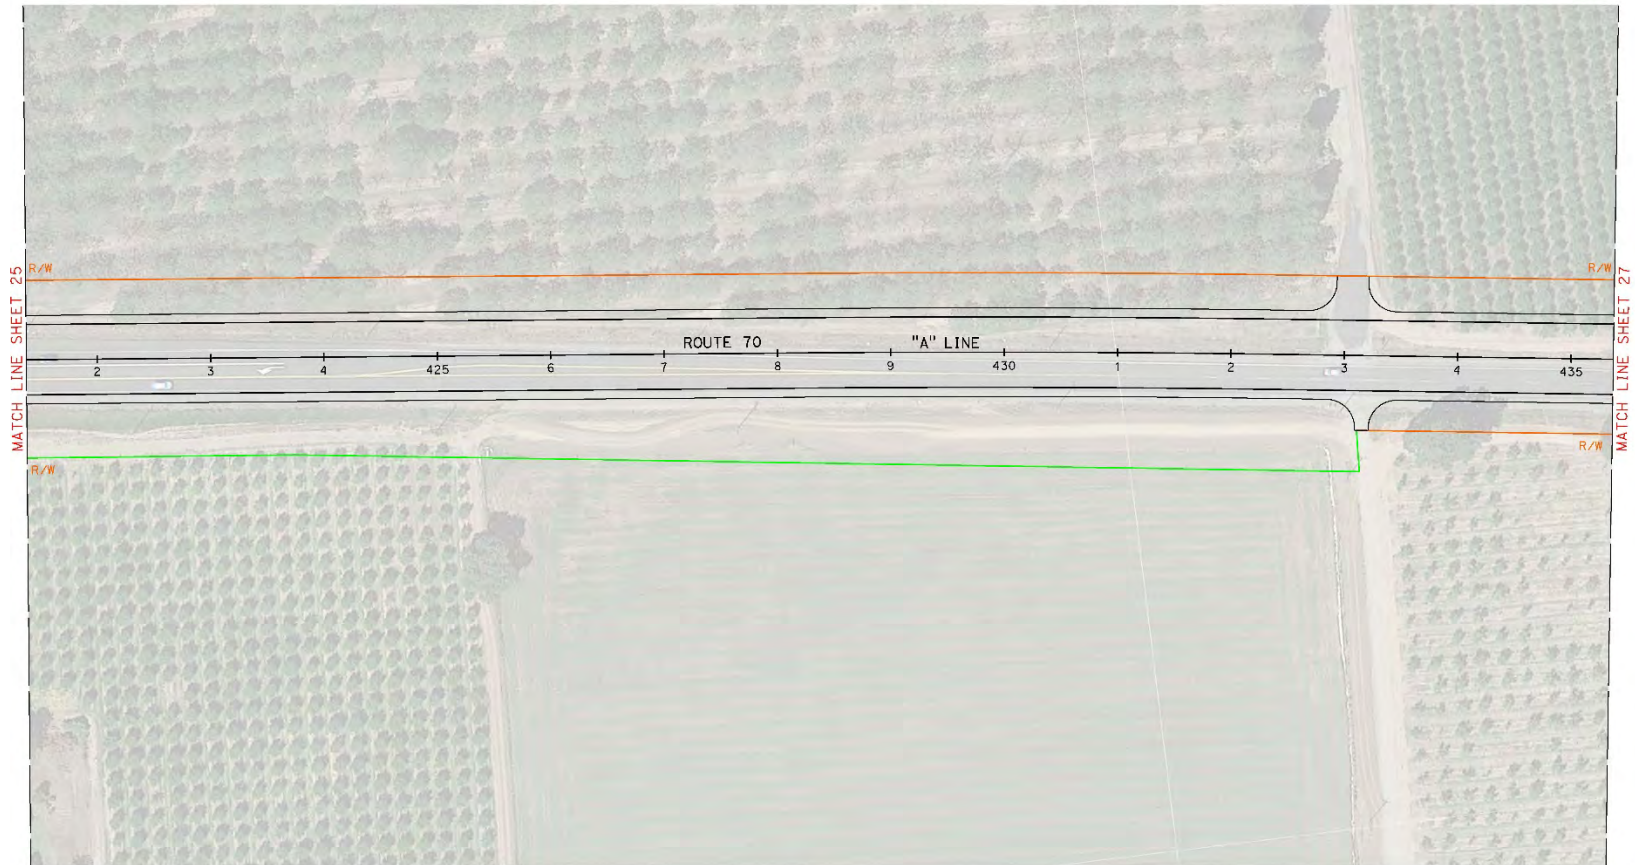 MATCH LINE SHEET 25
R/W
R/W
MATCH LINE SHEET 27
ROUTE 70 "A" LINE
2 3 4 425 6 7 8 9 430 1 2 3 4 435
R/W
R/W